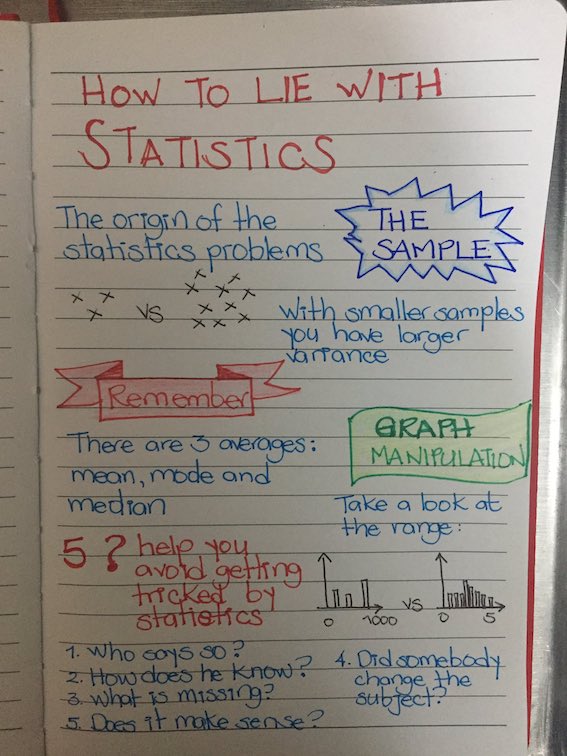 HOW TO LIE WITH
STATISTICS
The origin of the
statistics problems
THE
SAMPLE
VS
With smaller samples
you have larger
variance
Remember
There are 3 averages:
mean, mode and
median
GRAPH
MANIPULATION
Take a look at
the range:
0 1000
VS
0 5
5 ? help you
avoid getting
tricked by
statistics
1. Who says so?
2. How does he know?
3. What is missing?
4. Did somebody
change the
subject?
5. Does it make sense?